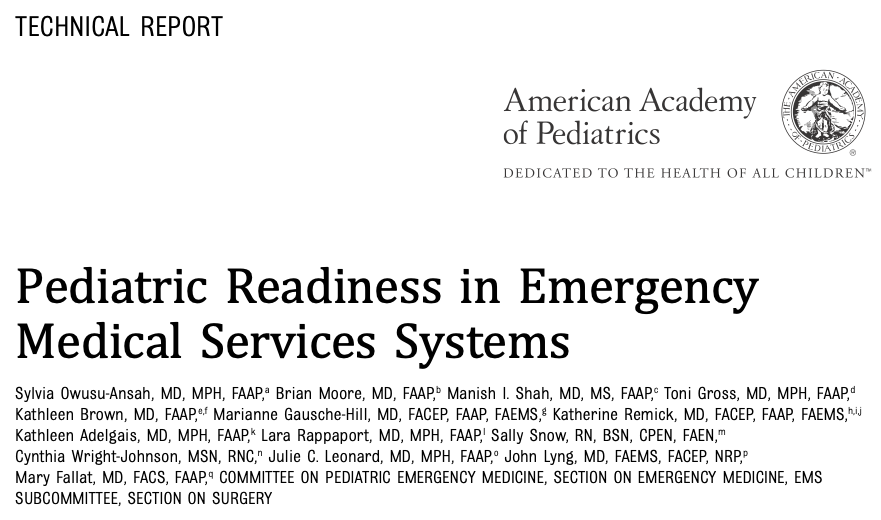 TECHNICAL REPORT
American Academy
of Pediatrics
THE AMERICAN ACADEMY OF PEDIATRICS
®
DEDICATED TO THE HEALTH OF ALL CHILDREN™
Pediatric Readiness in Emergency
Medical Services Systems
Sylvia Owusu-Ansah, MD, MPH, FAAP,ᵃ Brian Moore, MD, FAAP,ᵇ Manish I. Shah, MD, MS, FAAP,ᶜ Toni Gross, MD, MPH, FAAP,ᵈ
Kathleen Brown, MD, FAAP,ᵉ,ᶠ Marianne Gausche-Hill, MD, FACEP, FAAP, FAEMS,ᵍ Katherine Remick, MD, FACEP, FAAP, FAEMS,ʰ,ⁱ,ʲ
Kathleen Adelgais, MD, MPH, FAAP,ᵏ Lara Rappaport, MD, MPH, FAAP,ˡ Sally Snow, RN, BSN, CPEN, FAEN,ᵐ
Cynthia Wright-Johnson, MSN, RNC,ⁿ Julie C. Leonard, MD, MPH, FAAP,ᵒ John Lyng, MD, FAEMS, FACEP, NRP,ᵖ
Mary Fallat, MD, FACS, FAAP,q COMMITTEE ON PEDIATRIC EMERGENCY MEDICINE, SECTION ON EMERGENCY MEDICINE, EMS
SUBCOMMITTEE, SECTION ON SURGERY